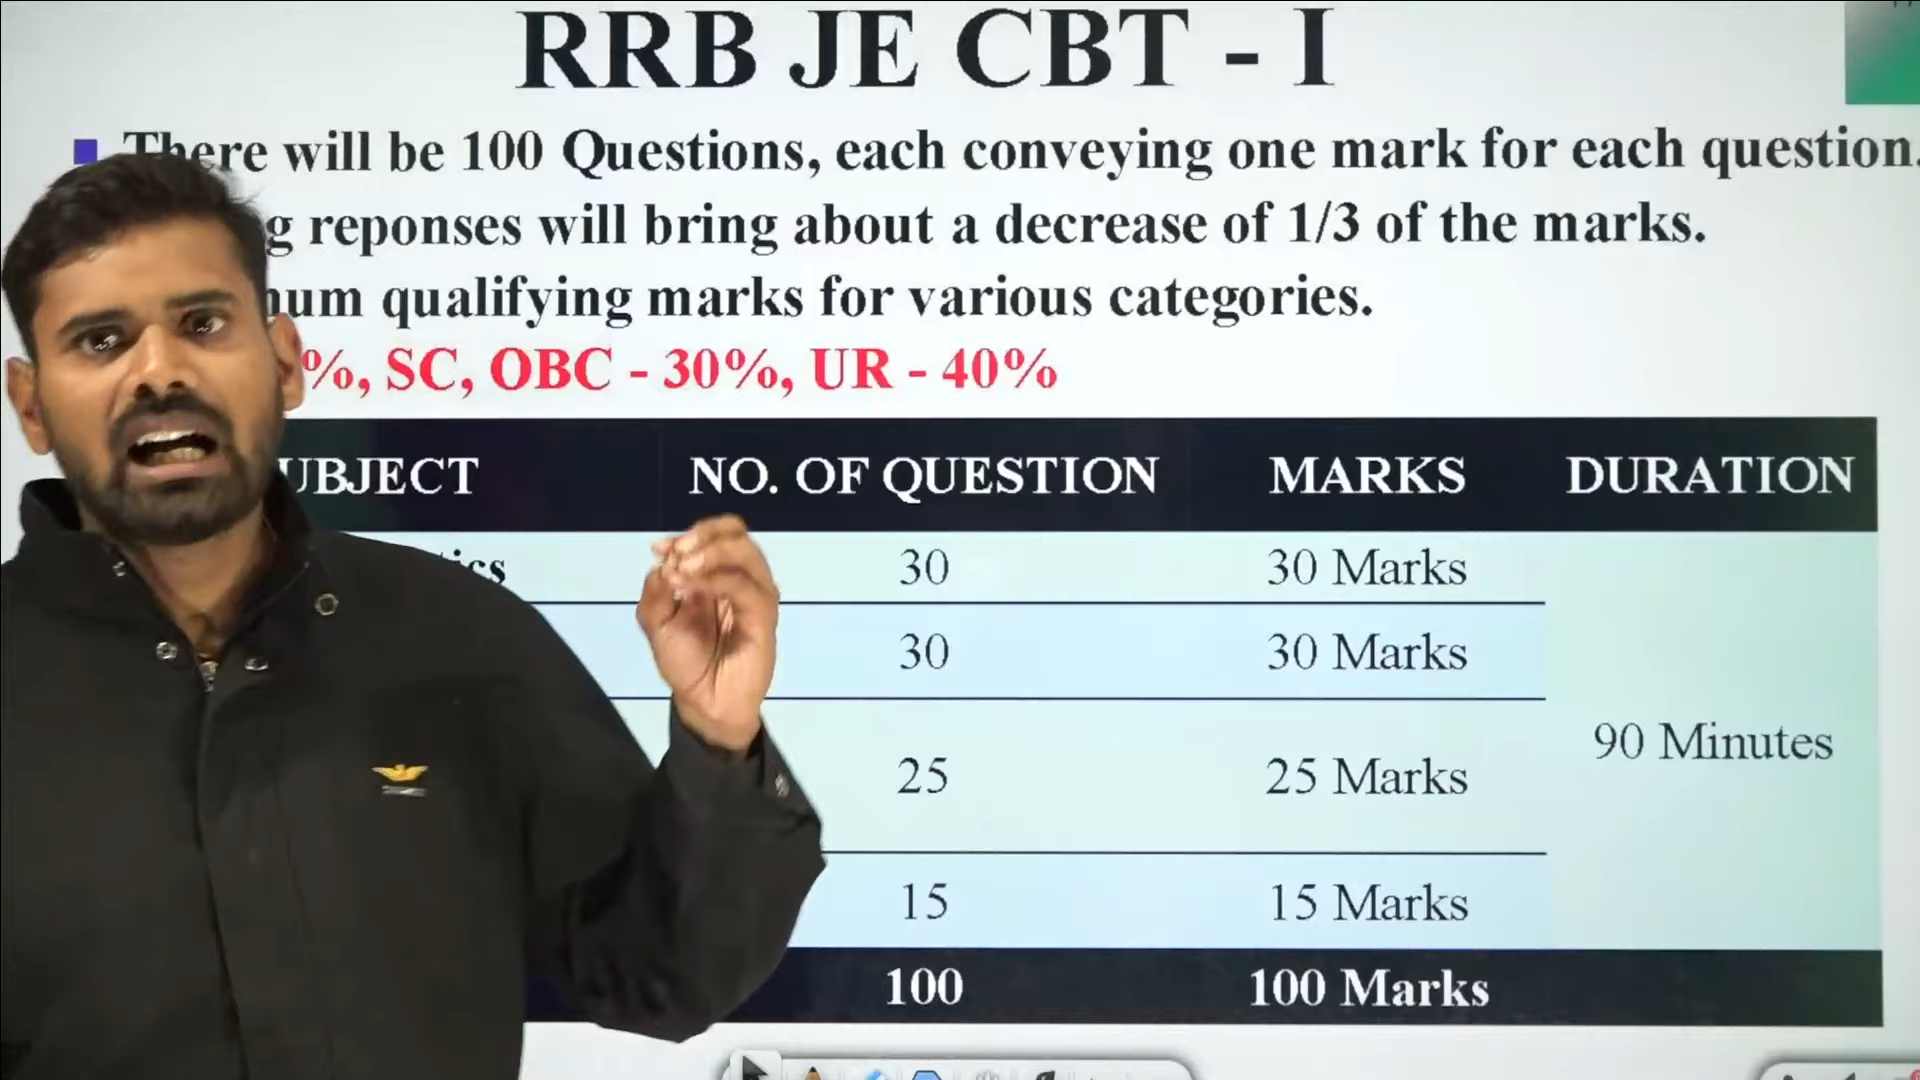 RRB JE CBT - I
There will be 100 Questions, each conveying one mark for each question.
reponses will bring about a decrease of 1/3 of the marks.
qualifying marks for various categories.
%, SC, OBC - 30%, UR - 40%
NO. OF QUESTION MARKS DURATION
30 30 Marks
30 30 Marks
90 Minutes
25 25 Marks
15 15 Marks
100 100 Marks